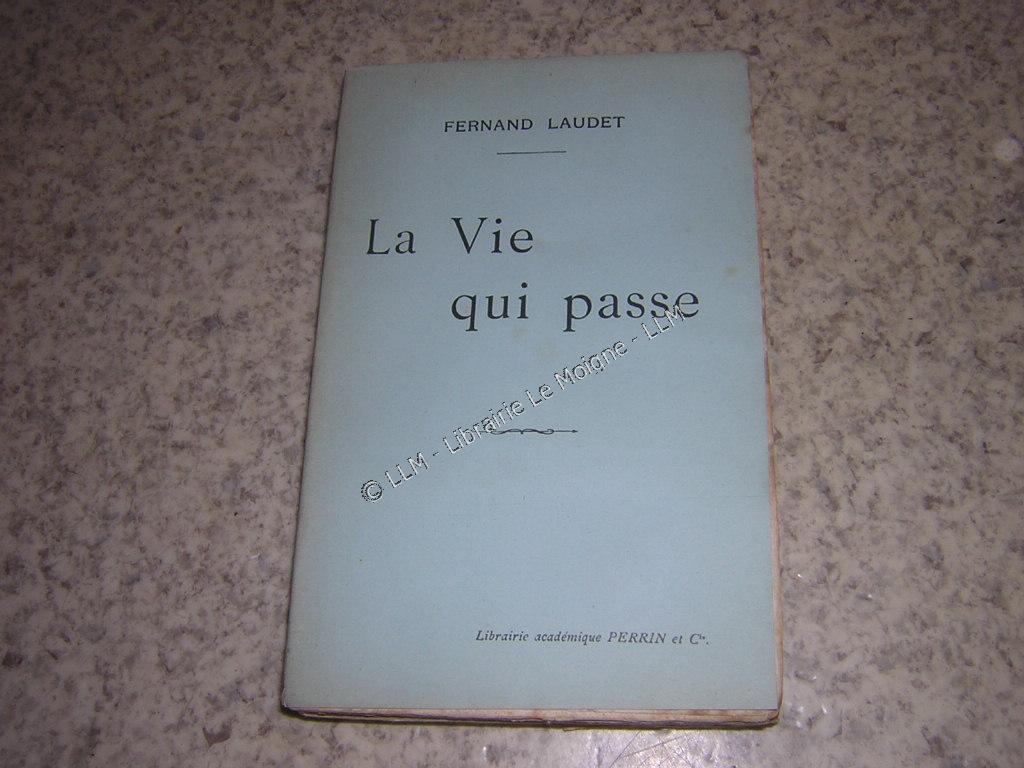 FERNAND LAUDET
La Vie
qui passe
© LLM - Librairie Le Moigne - LLM
Librairie académique PERRIN et Cie.